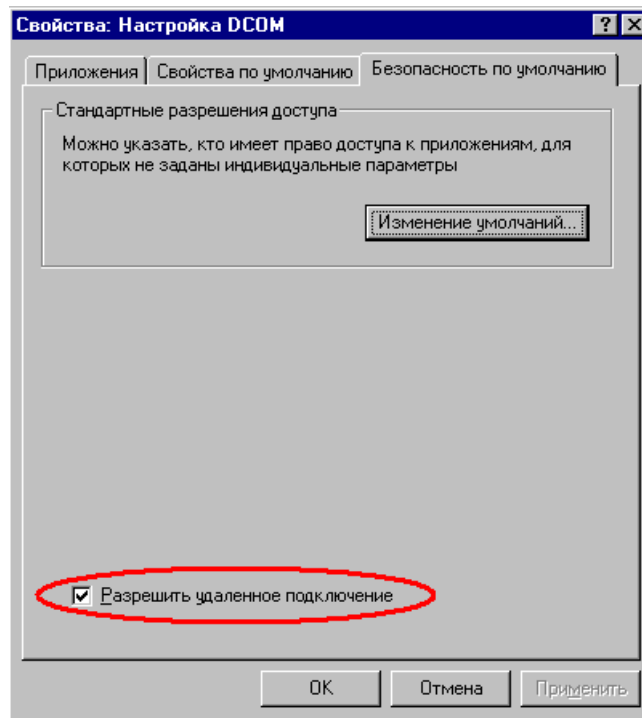 Свойства: Настройка DCOM
Приложения Свойства по умолчанию Безопасность по умолчанию
Стандартные разрешения доступа
Можно указать, кто имеет право доступа к приложениям, для
которых не заданы индивидуальные параметры
Изменение умолчаний...
Разрешить удаленное подключение
OK Отмена Применить